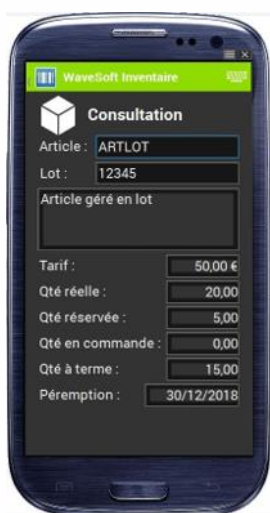 WaveSoft Inventaire
Consultation
Article : ARTLOT
Lot : 12345
Article géré en lot
Tarif : 50,00 €
Qté réelle : 20,00
Qté réservée : 5,00
Qté en commande : 0,00
Qté à terme : 15,00
Péremption : 30/12/2018